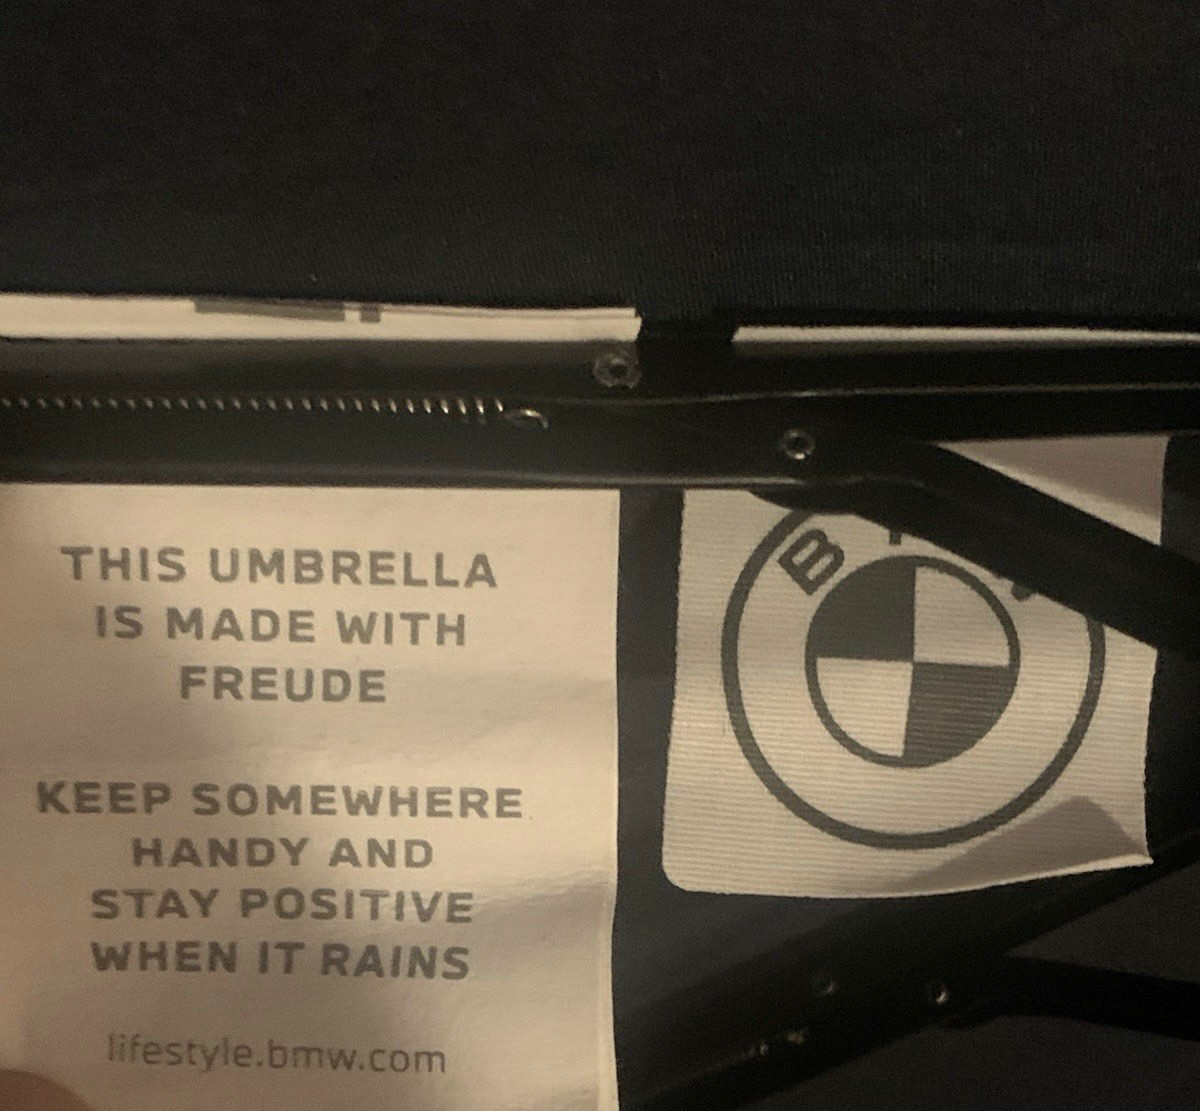 THIS UMBRELLA
IS MADE WITH
FREUDE
KEEP SOMEWHERE
HANDY AND
STAY POSITIVE
WHEN IT RAINS
lifestyle.bmw.com
B